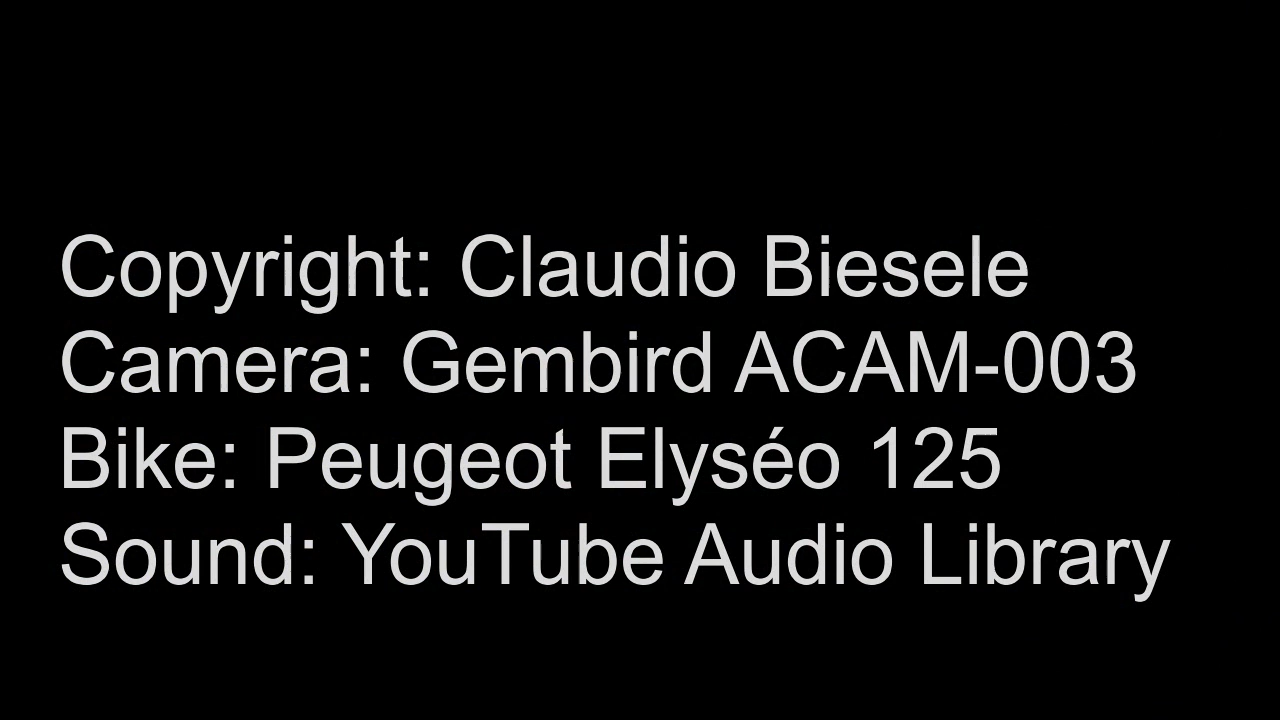 Copyright: Claudio Biesele
Camera: Gembird ACAM-003
Bike: Peugeot Elyséo 125
Sound: YouTube Audio Library